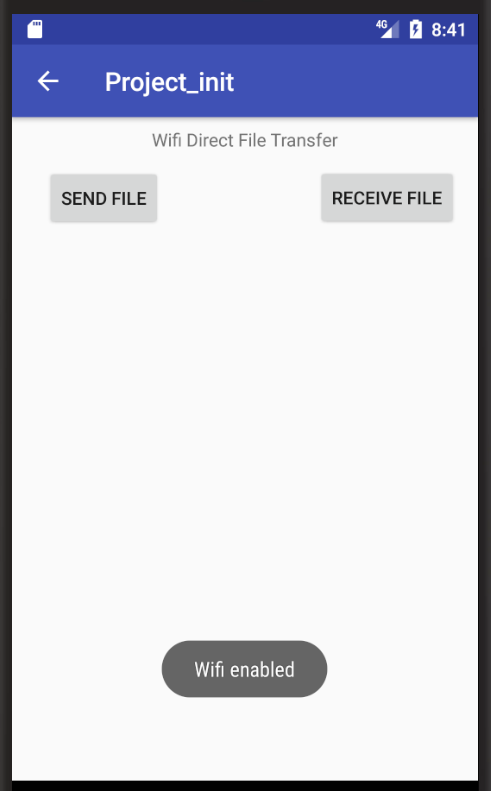 4G 8:41
Project_init
Wifi Direct File Transfer
SEND FILE RECEIVE FILE
Wifi enabled